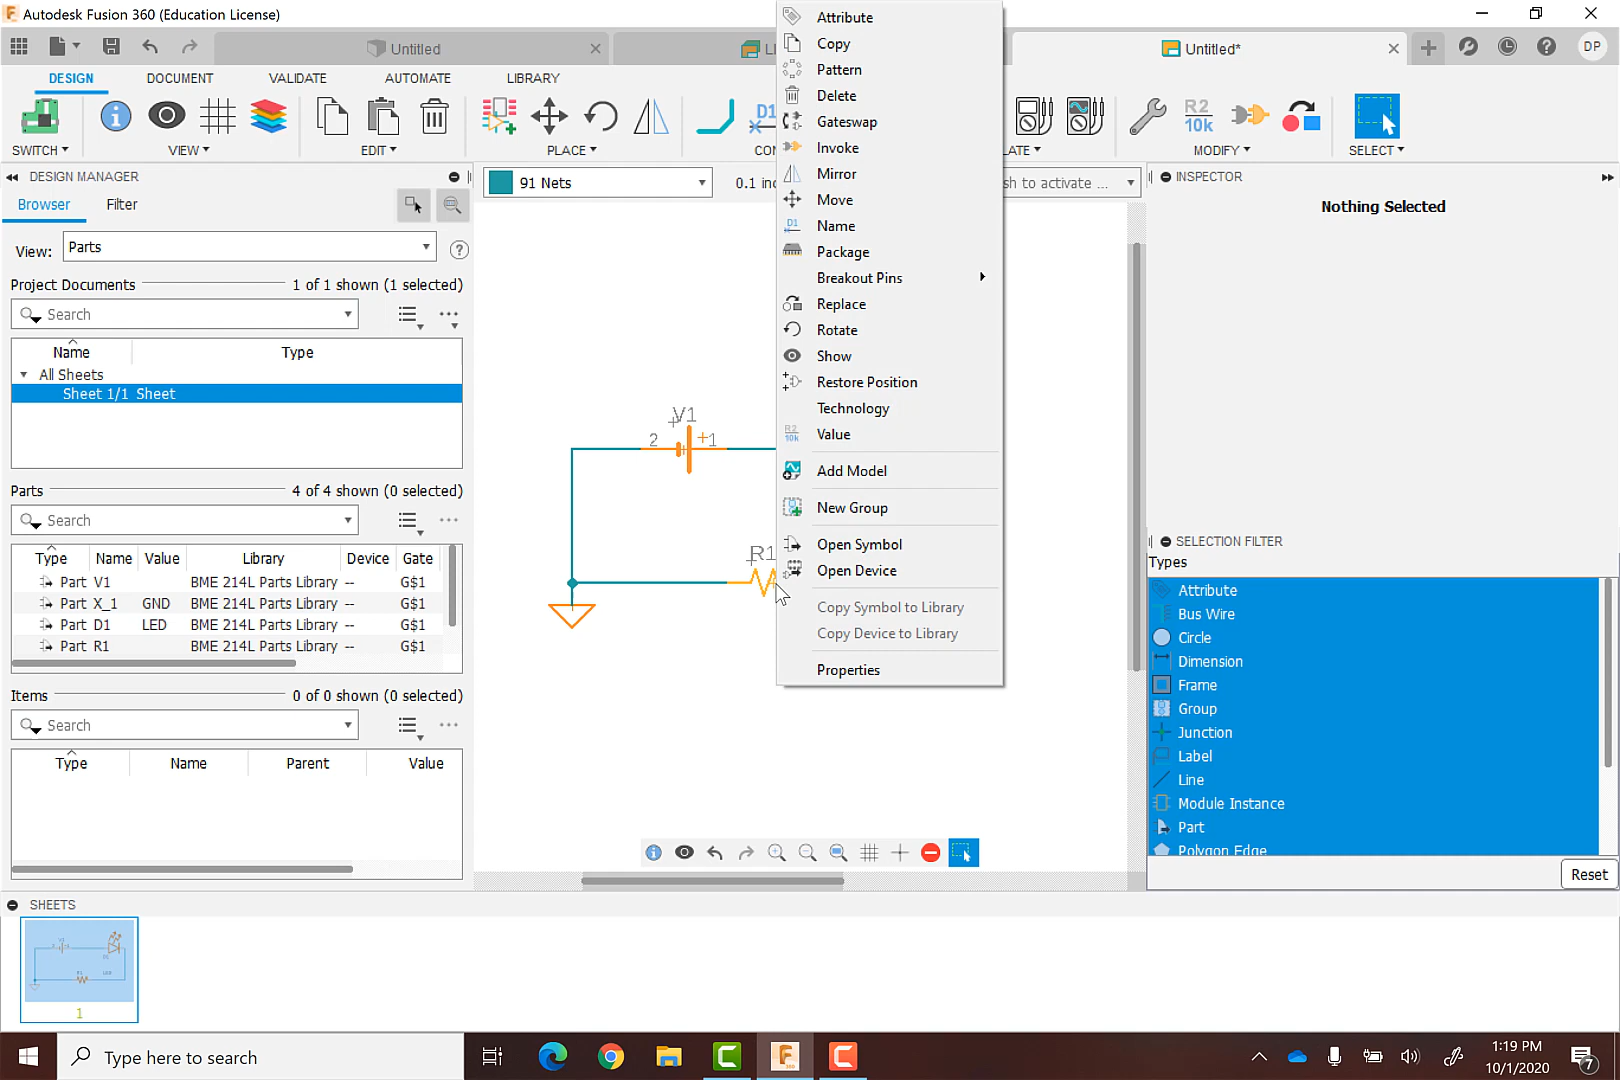 Autodesk Fusion 360 (Education License)
Untitled
Untitled*
DP
DESIGN
DOCUMENT
VALIDATE
AUTOMATE
LIBRARY
D1
R2
10k
SWITCH
VIEW
EDIT
PLACE
MODIFY
SELECT
DESIGN MANAGER
Browser
Filter
View:
Parts
?
Project Documents
1 of 1 shown (1 selected)
Search
Name
Type
All Sheets
Sheet 1/1 Sheet
Parts
4 of 4 shown (0 selected)
Search
Type Name Value Library Device Gate
Part V1 BME 214L Parts Library -- G$1
Part X_1 GND BME 214L Parts Library -- G$1
Part D1 LED BME 214L Parts Library -- G$1
Part R1 BME 214L Parts Library -- G$1
Items
0 of 0 shown (0 selected)
Search
Type Name Parent Value
91 Nets
V1
2
+1
R1
Attribute
Copy
Pattern
Delete
Gateswap
Invoke
Mirror
Move
D1
Name
Package
Breakout Pins
Replace
Rotate
Show
Restore Position
Technology
R2
10k
Value
Add Model
New Group
Open Symbol
Open Device
Copy Symbol to Library
Copy Device to Library
Properties
INSPECTOR
Nothing Selected
SELECTION FILTER
Types
Attribute
Bus Wire
Circle
Dimension
Frame
Group
Junction
Label
Line
Module Instance
Part
Polygon Edge
Reset
SHEETS
1
Type here to search
1:19 PM
10/1/2020
7